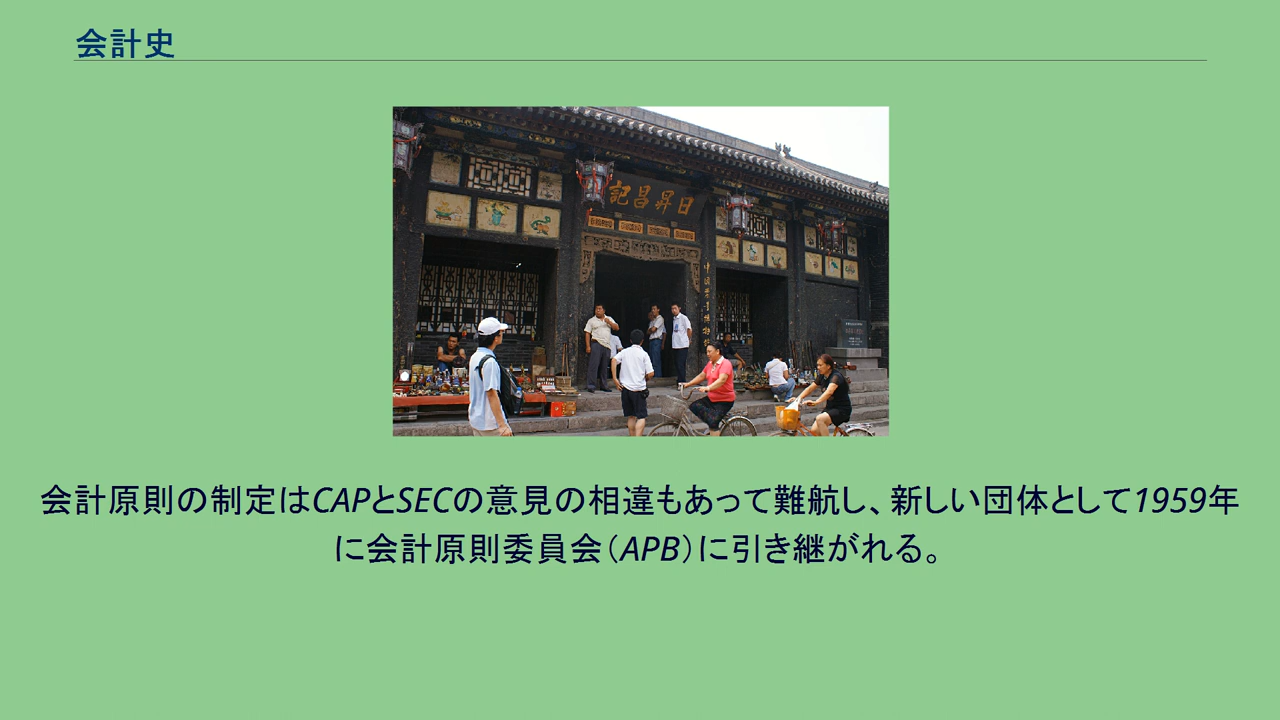 会計史
記昌昇日
会計原則の制定はCAPとSECの意見の相違もあって難航し、新しい団体として1959年
に会計原則委員会（APB）に引き継がれる。